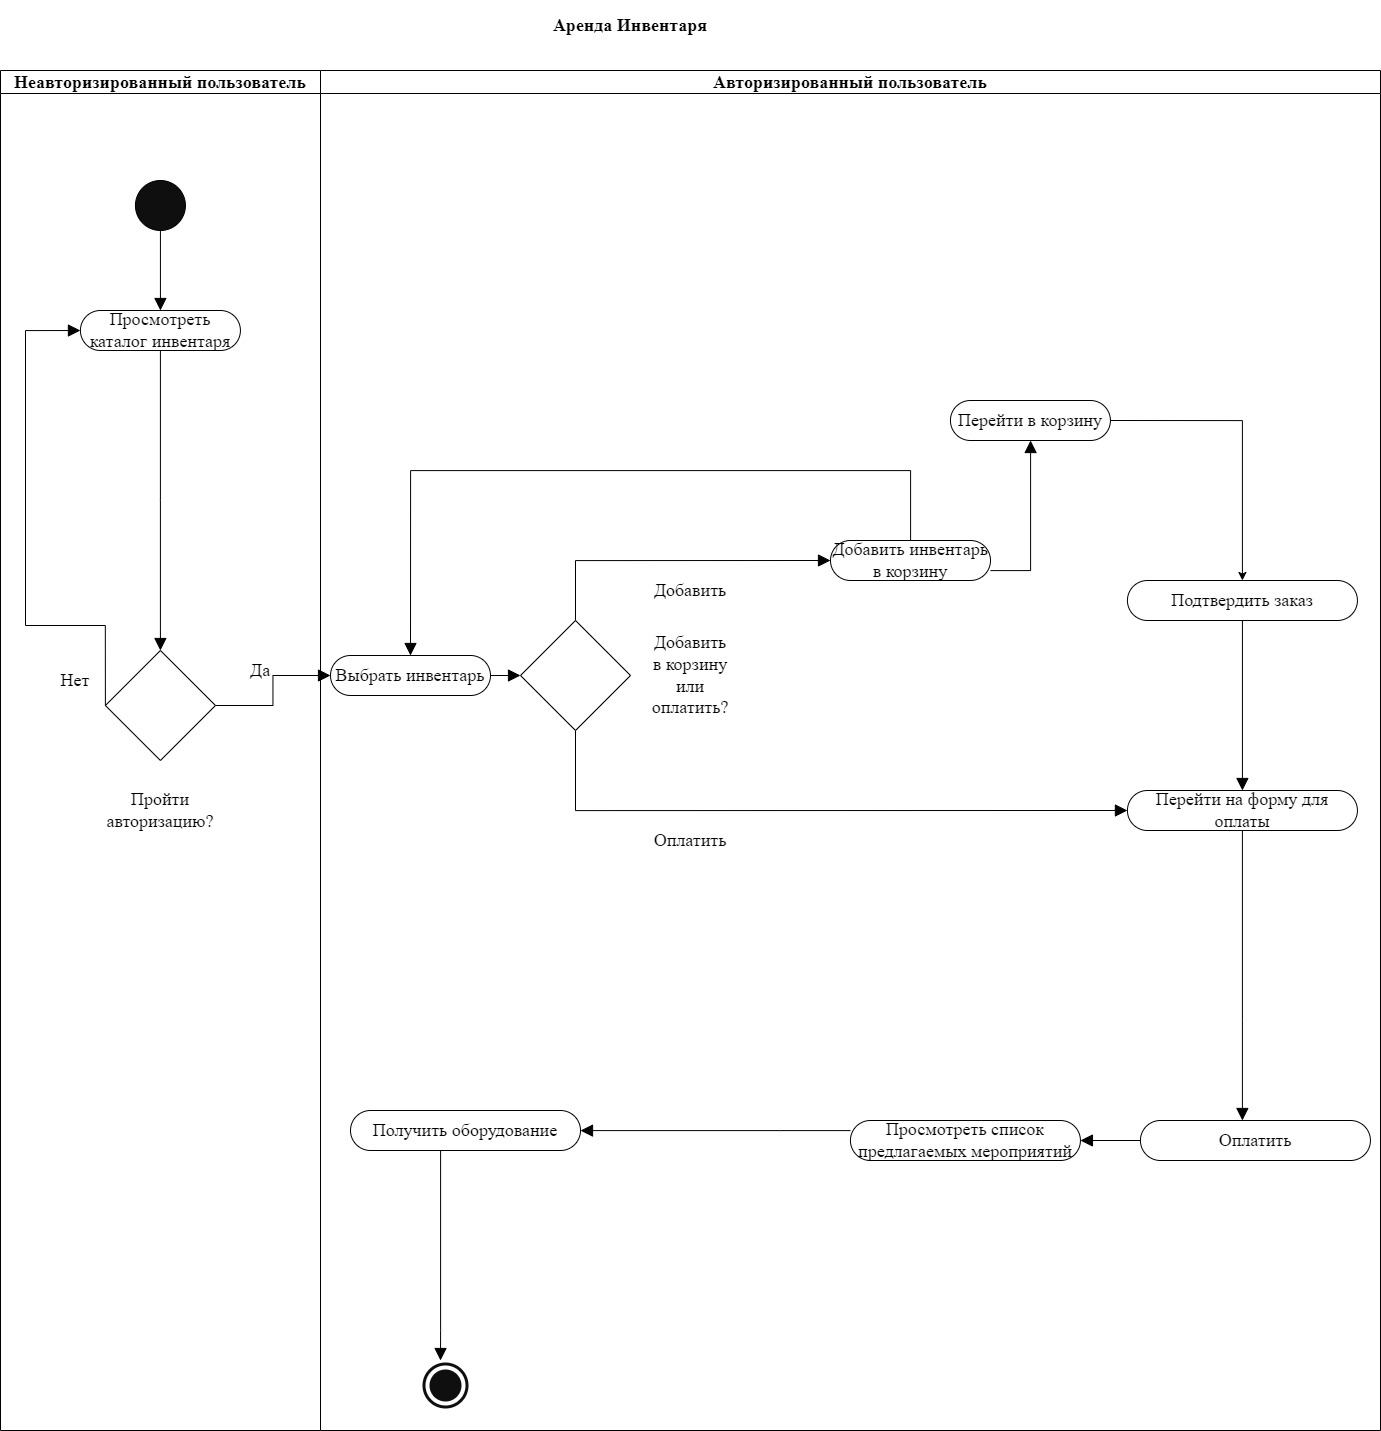 Аренда Инвентаря
Неавторизированный пользователь
Авторизированный пользователь
Просмотреть
каталог инвентаря
Перейти в корзину
Добавить инвентарь
в корзину
Добавить
Подтвердить заказ
Добавить
в корзину
или
оплатить?
Да
Нет
Выбрать инвентарь
Пройти
авторизацию?
Перейти на форму для
оплаты
Оплатить
Получить оборудование
Просмотреть список
предлагаемых мероприятий
Оплатить